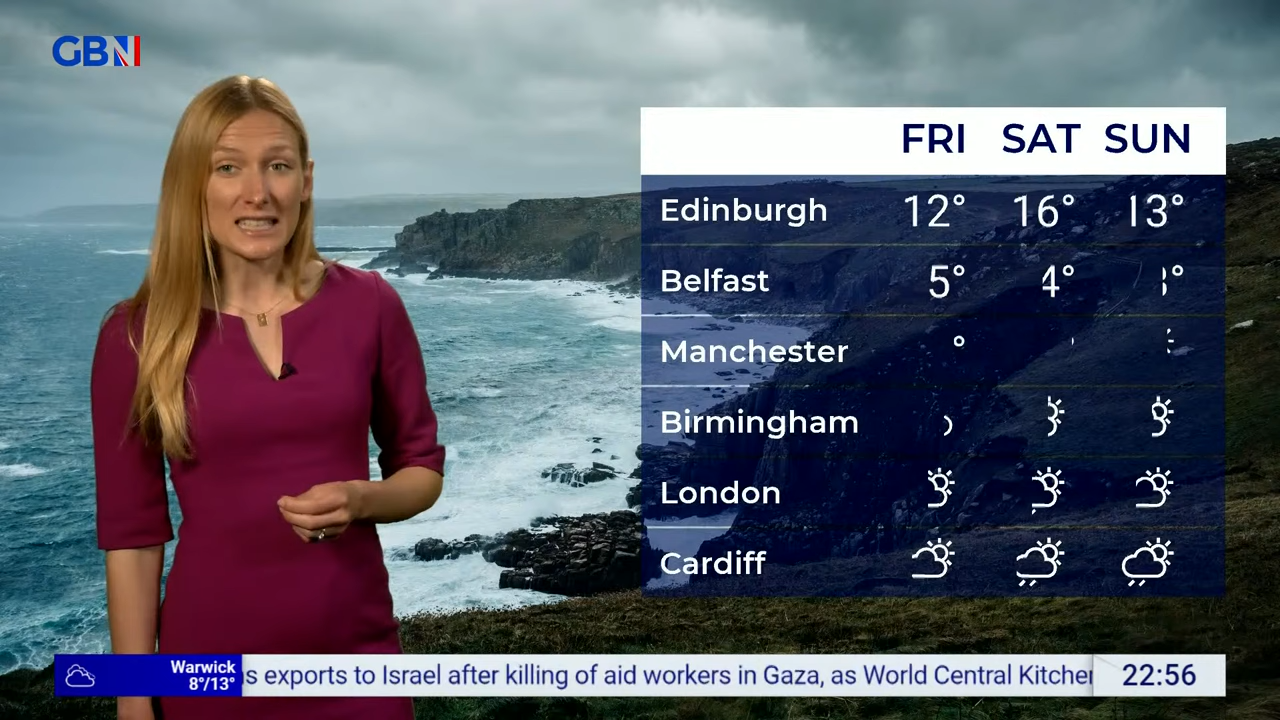 GBN
FRI SAT SUN
Edinburgh 12° 16° 13°
Belfast 5° 4° °
Manchester °
Birmingham
London
Cardiff
Warwick
8°/13°
s exports to Israel after killing of aid workers in Gaza, as World Central Kitchen
22:56